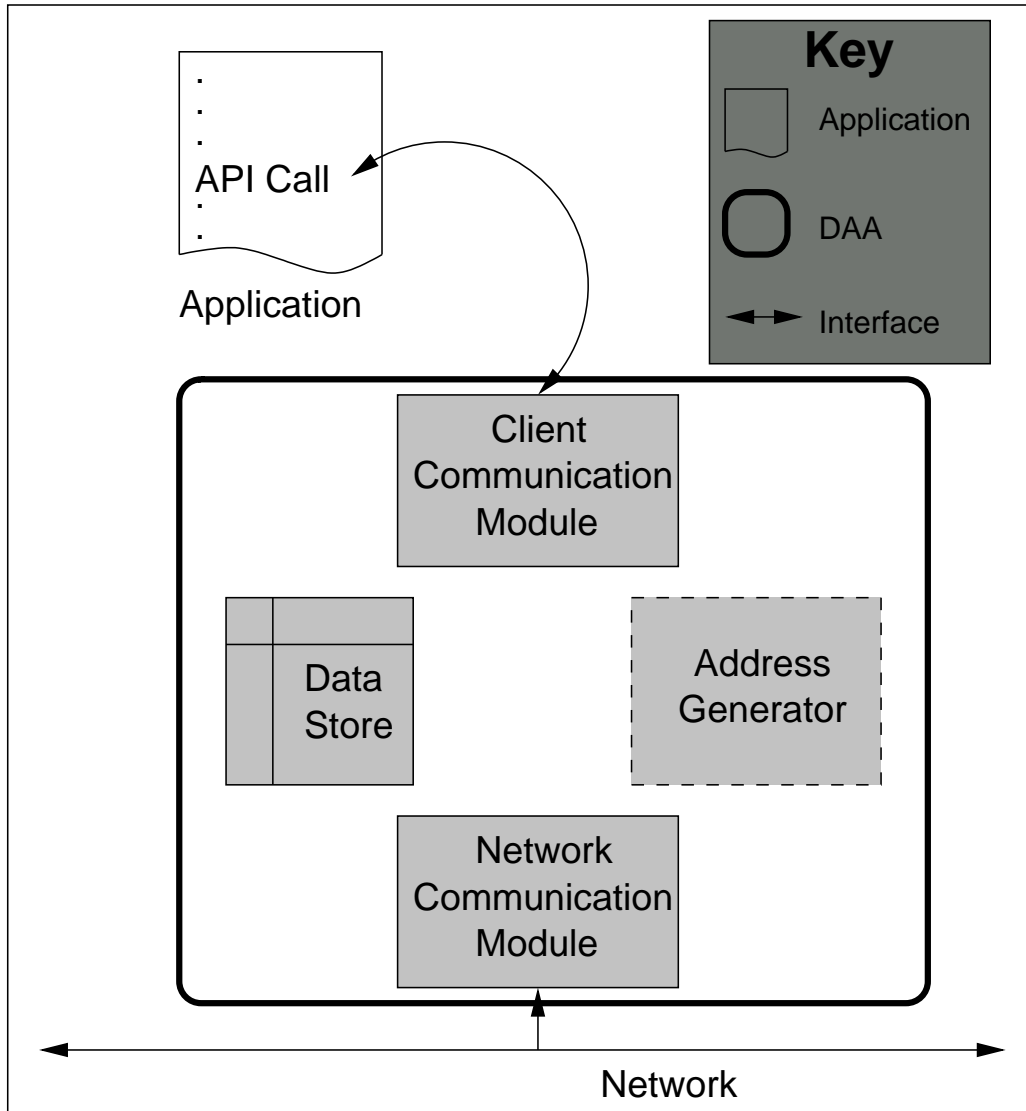 Key
Application
DAA
Interface
.
.
.
API Call
.
.
Application
Client
Communication
Module
Data
Store
Address
Generator
Network
Communication
Module
Network